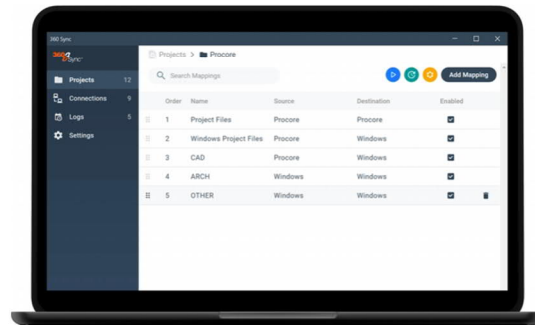 360 Sync
360 Sync
Projects > Procore
Projects 12
Search Mappings
Add Mapping
Connections 9
Logs 5
Settings
Order Name Source Destination Enabled
1 Project Files Procore Procore
2 Windows Project Files Procore Windows
3 CAD Procore Windows
4 ARCH Windows Windows
5 OTHER Windows Windows